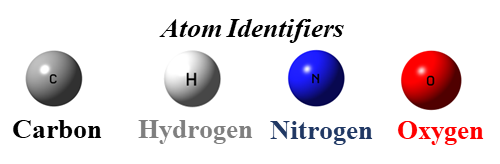 Atom Identifiers
C H N O
Carbon Hydrogen Nitrogen Oxygen